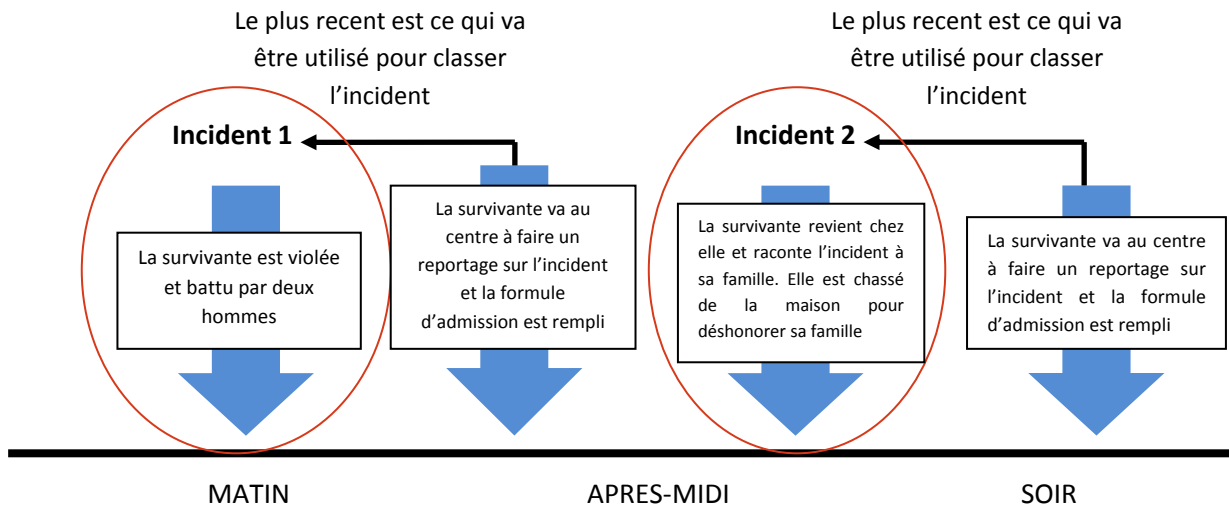 Le plus recent est ce qui va
être utilisé pour classer
l'incident
Le plus recent est ce qui va
être utilisé pour classer
l'incident
Incident 1
Incident 2
La survivante est violée
et battu par deux
hommes
La survivante va au
centre à faire un
reportage sur l'incident
et la formule
d'admission est rempli
La survivante revient chez
elle et raconte l'incident à
sa famille. Elle est chassé
de la maison pour
déshonorer sa famille
La survivante va au centre
à faire un reportage sur
l'incident et la formule
d'admission est rempli
MATIN
APRES-MIDI
SOIR